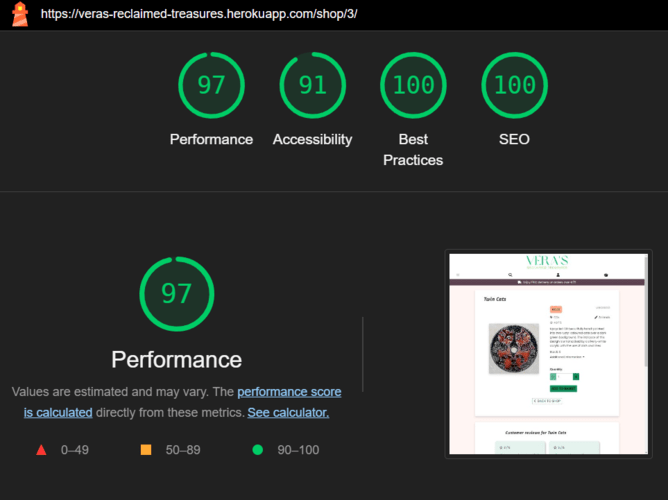 https://veras-reclaimed-treasures.herokuapp.com/shop/3/
97 91 100 100
Performance Accessibility Best Practices SEO
97
Performance
Values are estimated and may vary. The performance score
is calculated directly from these metrics. See calculator.
0–49 50–89 90–100
VERA'S
Twin Cats
Quantity
Customer reviews for Twin Cats